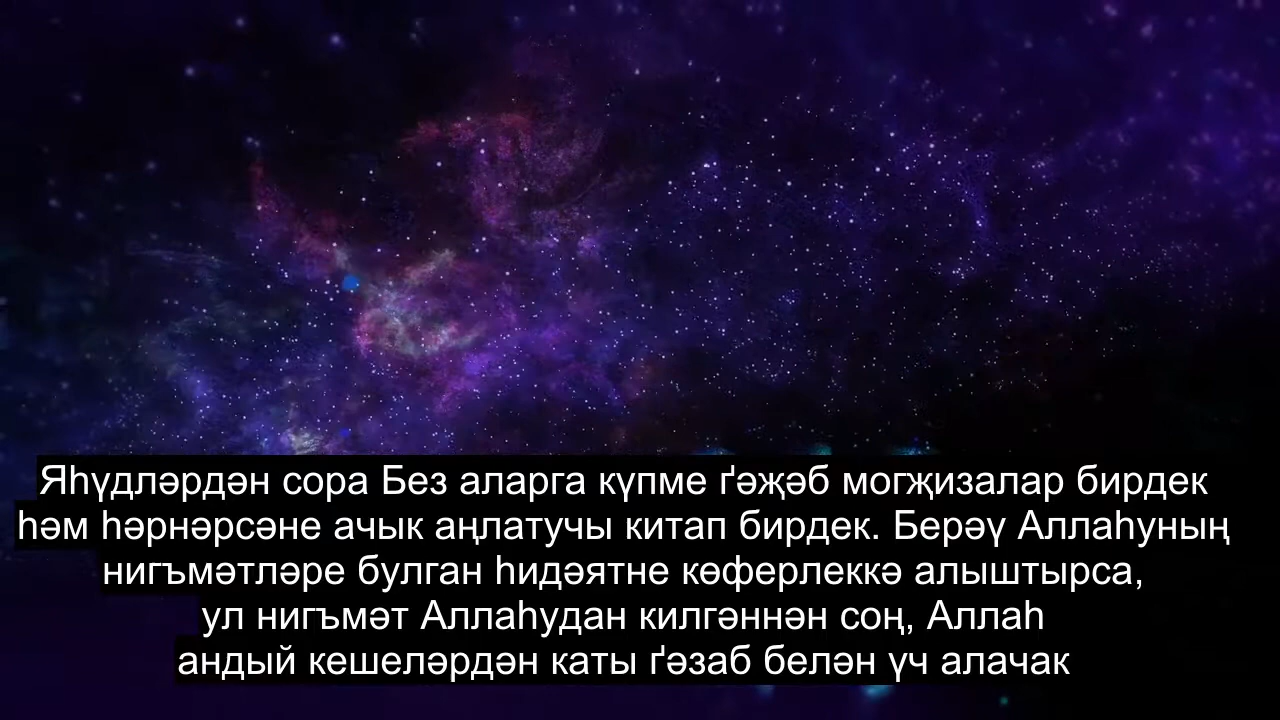 Яһүдләрдән сора Без аларга күпме ґәҗәб могҗизалар бирдек
һәм һәрнәрсәне ачык аңлатучы китап бирдек. Берәү Аллаһуның
нигъмәтләре булган һидәятне көферлеккә алыштырса,
ул нигъмәт Аллаһудан килгәннән соң, Аллаһ
андый кешеләрдән каты ґәзаб белән үч алачак